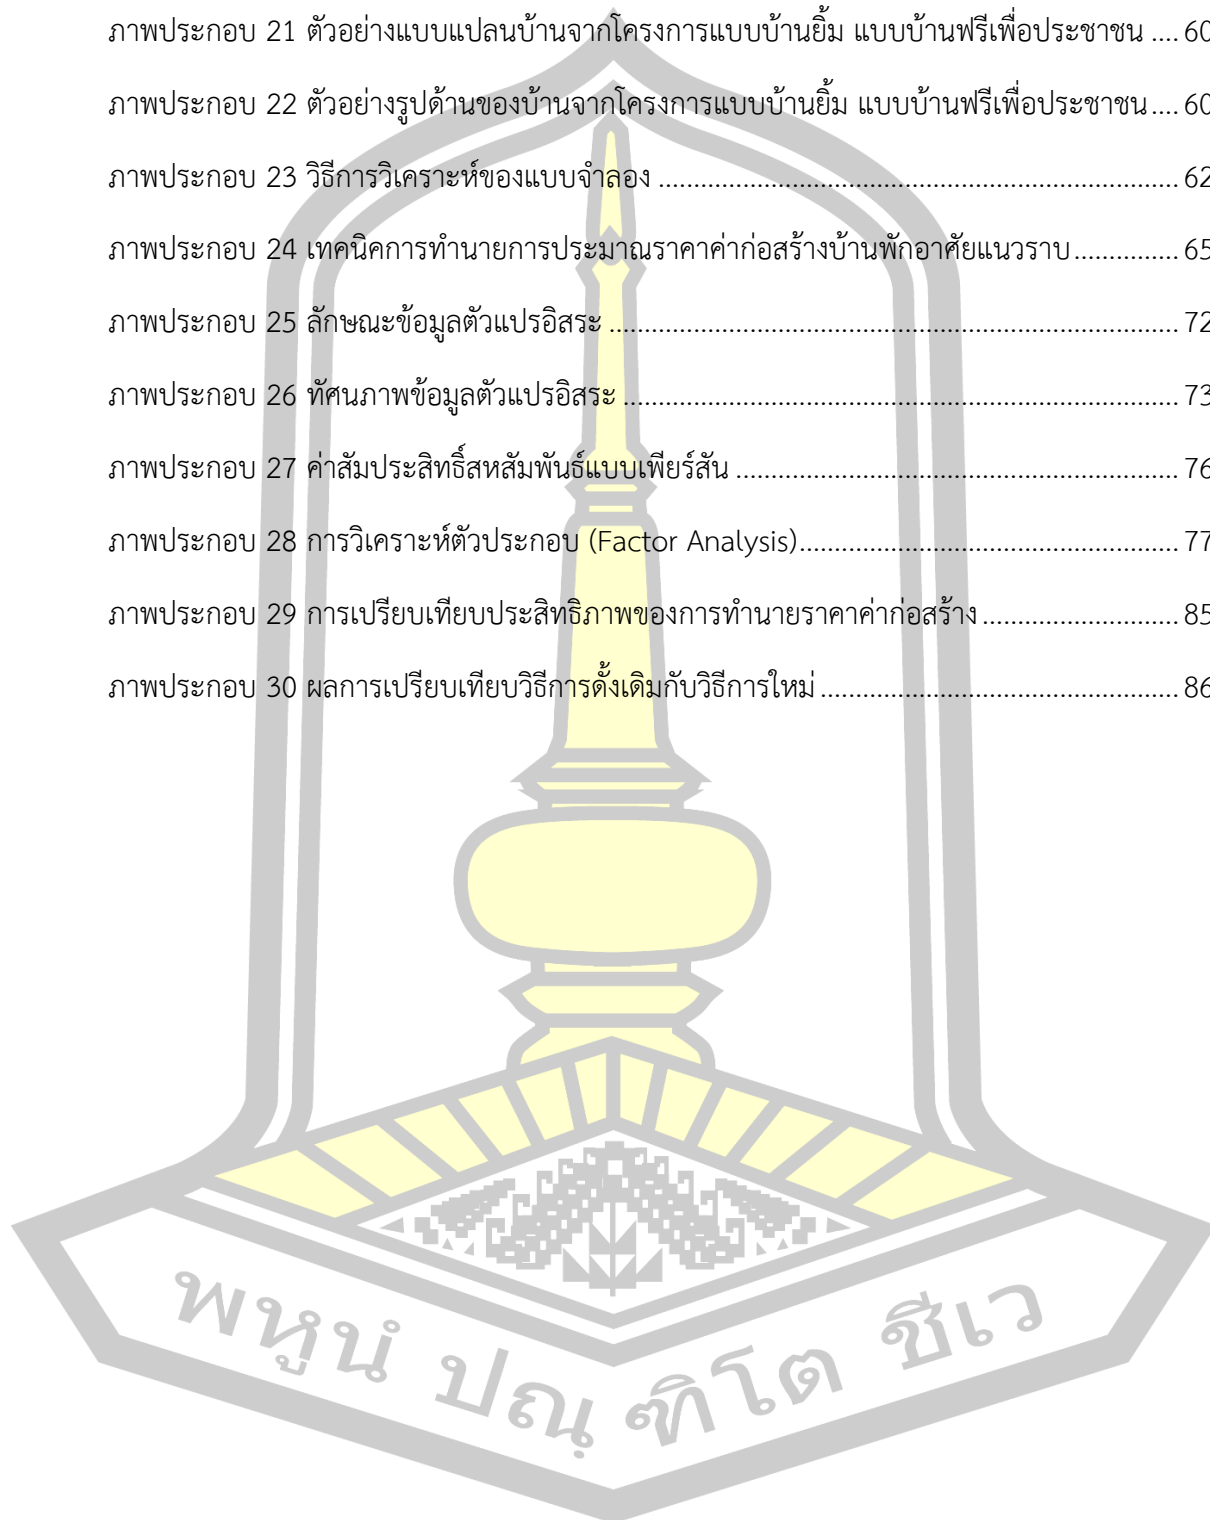 ภาพประกอบ 21 ตัวอย่างแบบแปลนบ้านจากโครงการแบบบ้านยิ้ม แบบบ้านฟรีเพื่อประชาชน .... 60
ภาพประกอบ 22 ตัวอย่างรูปด้านของบ้านจากโครงการแบบบ้านยิ้ม แบบบ้านฟรีเพื่อประชาชน .... 60
ภาพประกอบ 23 วิธีการวิเคราะห์ของแบบจำลอง .... 62
ภาพประกอบ 24 เทคนิคการทำนายการประมาณราคาค่าก่อสร้างบ้านพักอาศัยแนวราบ .... 65
ภาพประกอบ 25 ลักษณะข้อมูลตัวแปรอิสระ .... 72
ภาพประกอบ 26 ทัศนภาพข้อมูลตัวแปรอิสระ .... 73
ภาพประกอบ 27 ค่าสัมประสิทธิ์สหสัมพันธ์แบบเพียร์สัน .... 76
ภาพประกอบ 28 การวิเคราะห์ตัวประกอบ (Factor Analysis) .... 77
ภาพประกอบ 29 การเปรียบเทียบประสิทธิภาพของการทำนายราคาค่าก่อสร้าง .... 85
ภาพประกอบ 30 ผลการเปรียบเทียบวิธีการดั้งเดิมกับวิธีการใหม่ .... 86
พหูนํ ปณฺฑิโต ชีเว